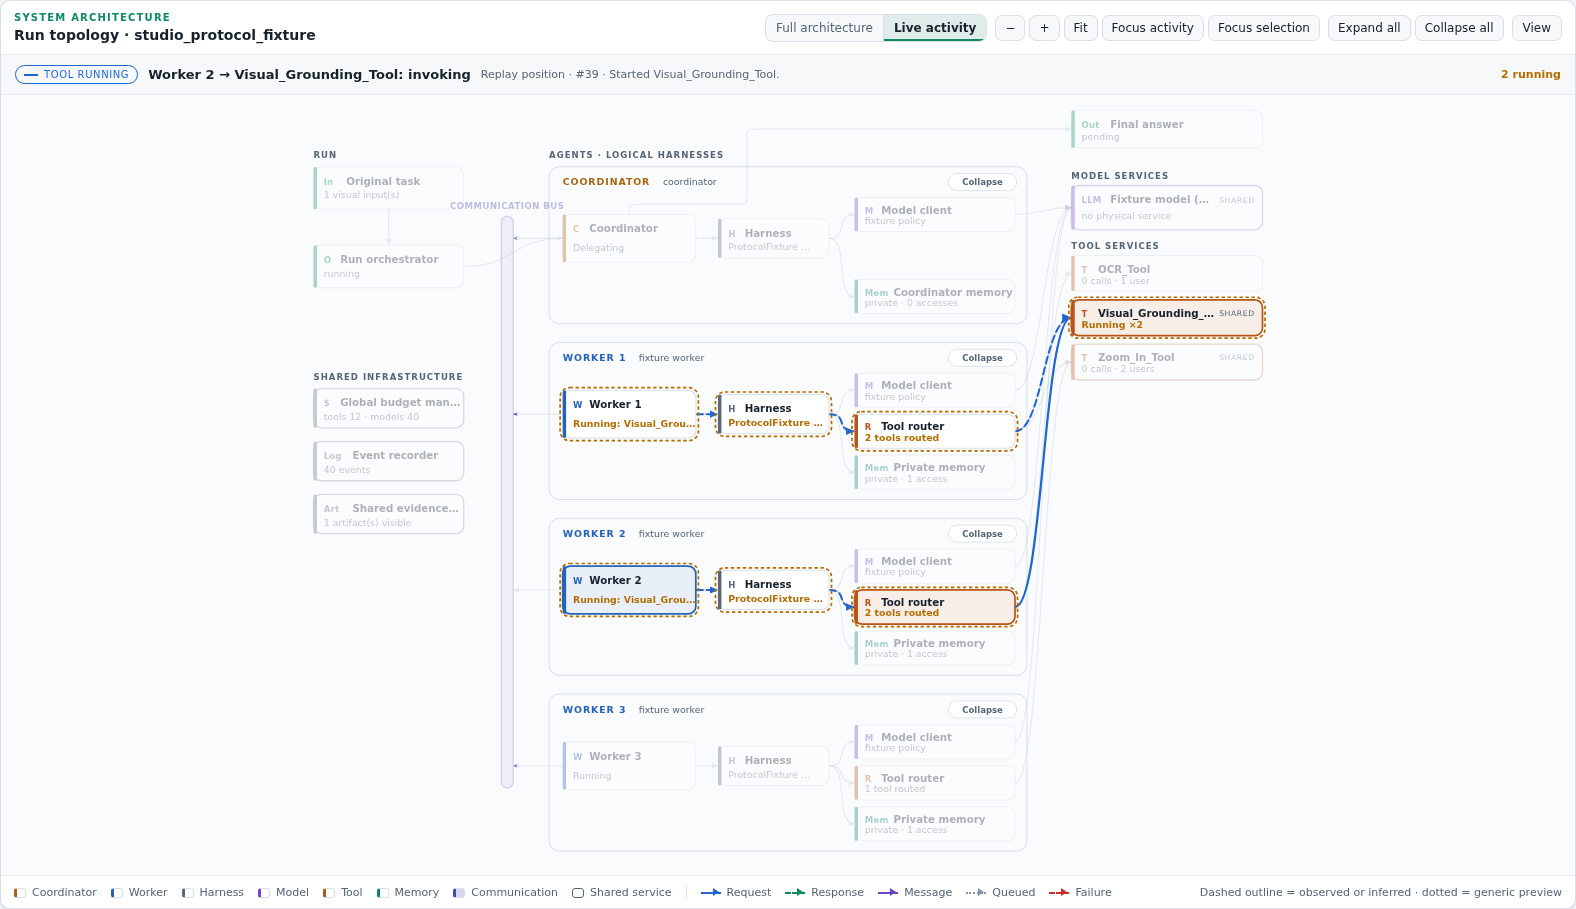 SYSTEM ARCHITECTURE
Run topology · studio_protocol_fixture
Full architecture Live activity − + Fit Focus activity Focus selection Expand all Collapse all View
TOOL RUNNING Worker 2 → Visual_Grounding_Tool: invoking Replay position · #39 · Started Visual_Grounding_Tool. 2 running
RUN
In Original task
1 visual input(s)
O Run orchestrator
running
SHARED INFRASTRUCTURE
$ Global budget man...
tools 12 · models 40
Log Event recorder
40 events
Art Shared evidence...
1 artifact(s) visible
COMMUNICATION BUS
AGENTS · LOGICAL HARNESSES
COORDINATOR coordinator Collapse
C Coordinator
Delegating
H Harness
ProtocolFixture ...
M Model client
fixture policy
Mem Coordinator memory
private · 0 accesses
WORKER 1 fixture worker Collapse
W Worker 1
Running: Visual_Grou...
H Harness
ProtocolFixture ...
M Model client
fixture policy
R Tool router
2 tools routed
Mem Private memory
private · 1 access
WORKER 2 fixture worker Collapse
W Worker 2
Running: Visual_Grou...
H Harness
ProtocolFixture ...
M Model client
fixture policy
R Tool router
2 tools routed
Mem Private memory
private · 1 access
WORKER 3 fixture worker Collapse
W Worker 3
Running
H Harness
ProtocolFixture ...
M Model client
fixture policy
R Tool router
1 tool routed
Mem Private memory
private · 1 access
Out Final answer
pending
MODEL SERVICES
LLM Fixture model (... SHARED
no physical service
TOOL SERVICES
T OCR_Tool
0 calls · 1 user
T Visual_Grounding_... SHARED
Running ×2
T Zoom_In_Tool SHARED
0 calls · 2 users
Coordinator Worker Harness Model Tool Memory Communication Shared service Request Response Message Queued Failure Dashed outline = observed or inferred · dotted = generic preview